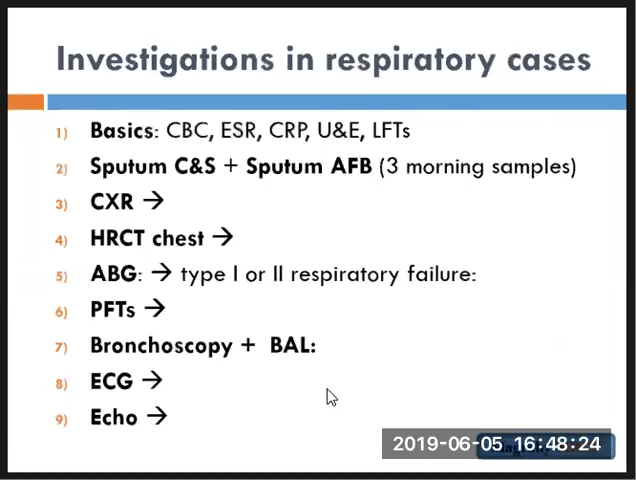 Investigations in respiratory cases
1) Basics: CBC, ESR, CRP, U&E, LFTs
2) Sputum C&S + Sputum AFB (3 morning samples)
3) CXR →
4) HRCT chest →
5) ABG: → type I or II respiratory failure:
6) PFTs →
7) Bronchoscopy + BAL:
8) ECG →
9) Echo →
2019-06-05 16:48:24